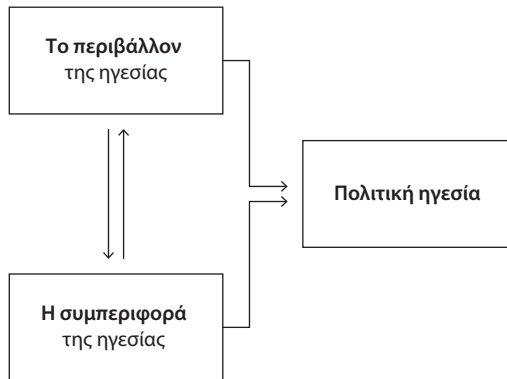 Το περιβάλλον
της ηγεσίας
Πολιτική ηγεσία
Η συμπεριφορά
της ηγεσίας